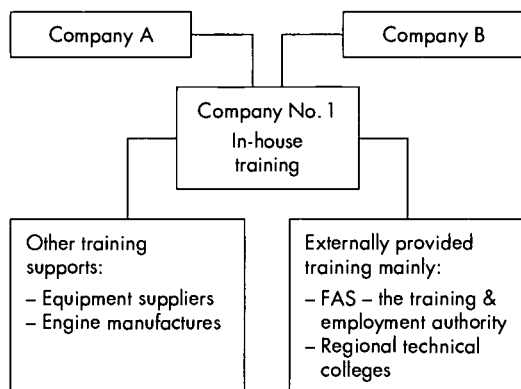 Company A
Company B
Company No. 1
In-house
training
Other training
supports:
– Equipment suppliers
– Engine manufactures
Externally provided
training mainly:
– FAS – the training &
employment authority
– Regional technical
colleges